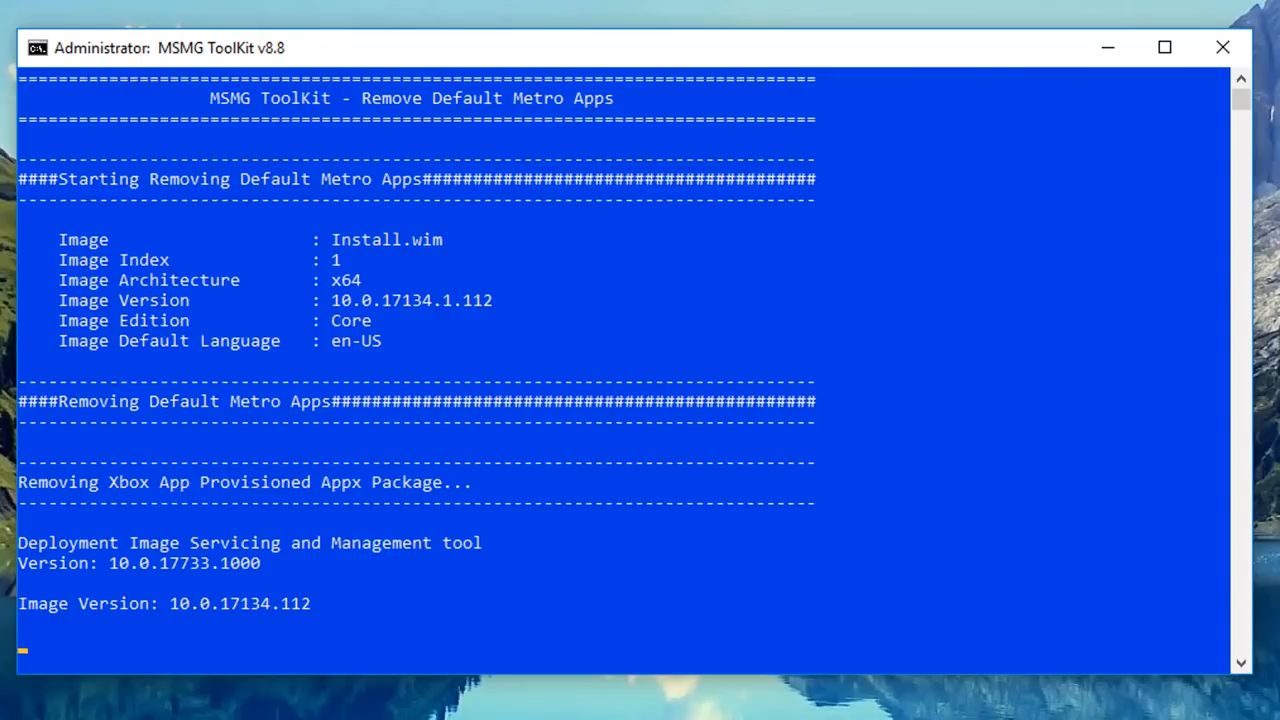 Administrator:  MSMG ToolKit v8.8
===============================================================================
MSMG ToolKit - Remove Default Metro Apps
===============================================================================
-------------------------------------------------------------------------------
####Starting Removing Default Metro Apps#######################################
-------------------------------------------------------------------------------
Image                    : Install.wim
Image Index              : 1
Image Architecture       : x64
Image Version            : 10.0.17134.1.112
Image Edition            : Core
Image Default Language   : en-US
-------------------------------------------------------------------------------
####Removing Default Metro Apps################################################
-------------------------------------------------------------------------------
-------------------------------------------------------------------------------
Removing Xbox App Provisioned Appx Package...
-------------------------------------------------------------------------------
Deployment Image Servicing and Management tool
Version: 10.0.17733.1000
Image Version: 10.0.17134.112